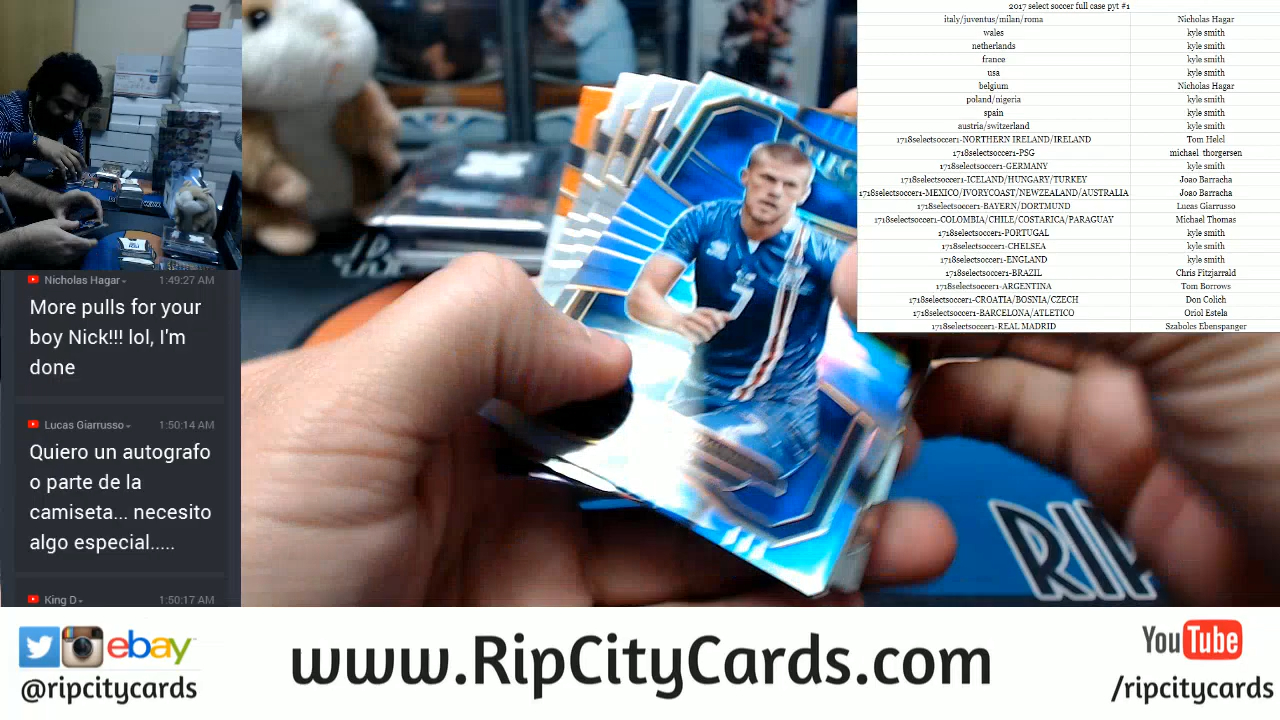 2017 select soccer full case pyt #1
italy/juventus/milan/roma Nicholas Hagar
wales kyle smith
netherlands kyle smith
france kyle smith
usa kyle smith
belgium Nicholas Hagar
poland/nigeria kyle smith
spain kyle smith
austria/switzerland kyle smith
1718selectsoccer1-NORTHERN IRELAND/IRELAND Tom Helcl
1718selectsoccer1-PSG michael thorgersen
1718selectsoccer1-GERMANY kyle smith
1718selectsoccer1-ICELAND/HUNGARY/TURKEY Joao Barracha
1718selectsoccer1-MEXICO/IVORYCOAST/NEWZEALAND/AUSTRALIA Joao Barracha
1718selectsoccer1-BAYERN/DORTMUND Lucas Giarusso
1718selectsoccer1-COLOMBIA/CHILE/COSTARICA/PARAGUAY Michael Thomas
1718selectsoccer1-PORTUGAL kyle smith
1718selectsoccer1-CHELSEA kyle smith
1718selectsoccer1-ENGLAND kyle smith
1718selectsoccer1-BRAZIL Chris Fitzjarrald
1718selectsoccer1-ARGENTINA Tom Borrows
1718selectsoccer1-CROATIA/BOSNIA/CZECH Don Colich
1718selectsoccer1-BARCELONA/ATLETICO Oriol Estela
1718selectsoccer1-REAL MADRID Szabolcs Ebenspanger
Nicholas Hagar 1:49:27 AM
More pulls for your
boy Nick!!! lol, I'm
done
Lucas Giarrusso 1:50:14 AM
Quiero un autografo
o parte de la
camiseta... necesito
algo especial.....
King D 1:50:17 AM
7
RIP
ebay
@ripcitycards
www.RipCityCards.com
YouTube
/ripcitycards